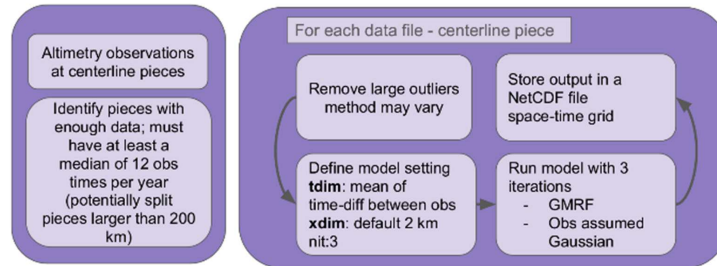 Altimetry observations
at centerline pieces
Identify pieces with
enough data; must
have at least a
median of 12 obs
times per year
(potentially split
pieces larger than 200
km)
For each data file - centerline piece
Remove large outliers
method may vary
Define model setting
tdim: mean of
time-diff between obs
xdim: default 2 km
nit:3
Run model with 3
iterations
- GMRF
- Obs assumed
Gaussian
Store output in a
NetCDF file
space-time grid